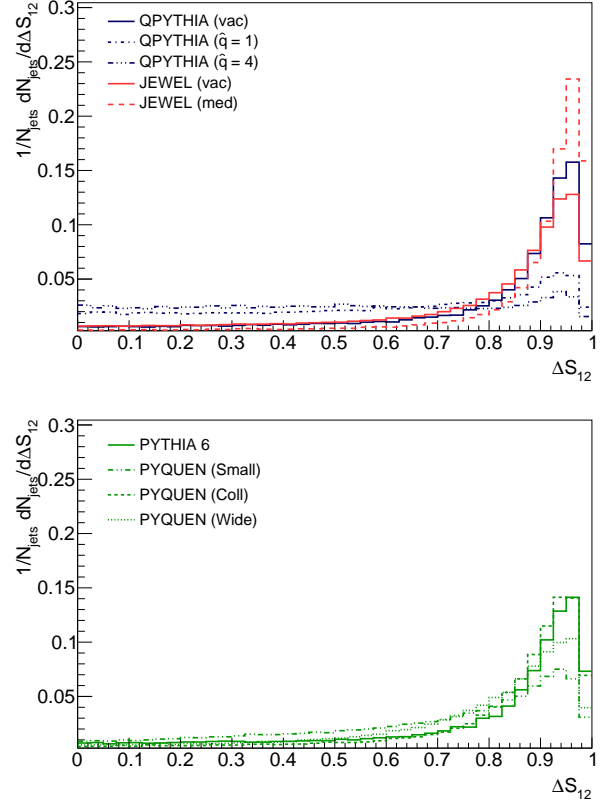 0.3
0.25
0.2
0.15
0.1
0.05
1/N_jets dN_jets/dΔS_12
QPYTHIA (vac)
QPYTHIA (q̂ = 1)
QPYTHIA (q̂ = 4)
JEWEL (vac)
JEWEL (med)
0 0.1 0.2 0.3 0.4 0.5 0.6 0.7 0.8 0.9 1
ΔS_12
0.3
0.25
0.2
0.15
0.1
0.05
1/N_jets dN_jets/dΔS_12
PYTHIA 6
PYQUEN (Small)
PYQUEN (Coll)
PYQUEN (Wide)
0 0.1 0.2 0.3 0.4 0.5 0.6 0.7 0.8 0.9 1
ΔS_12